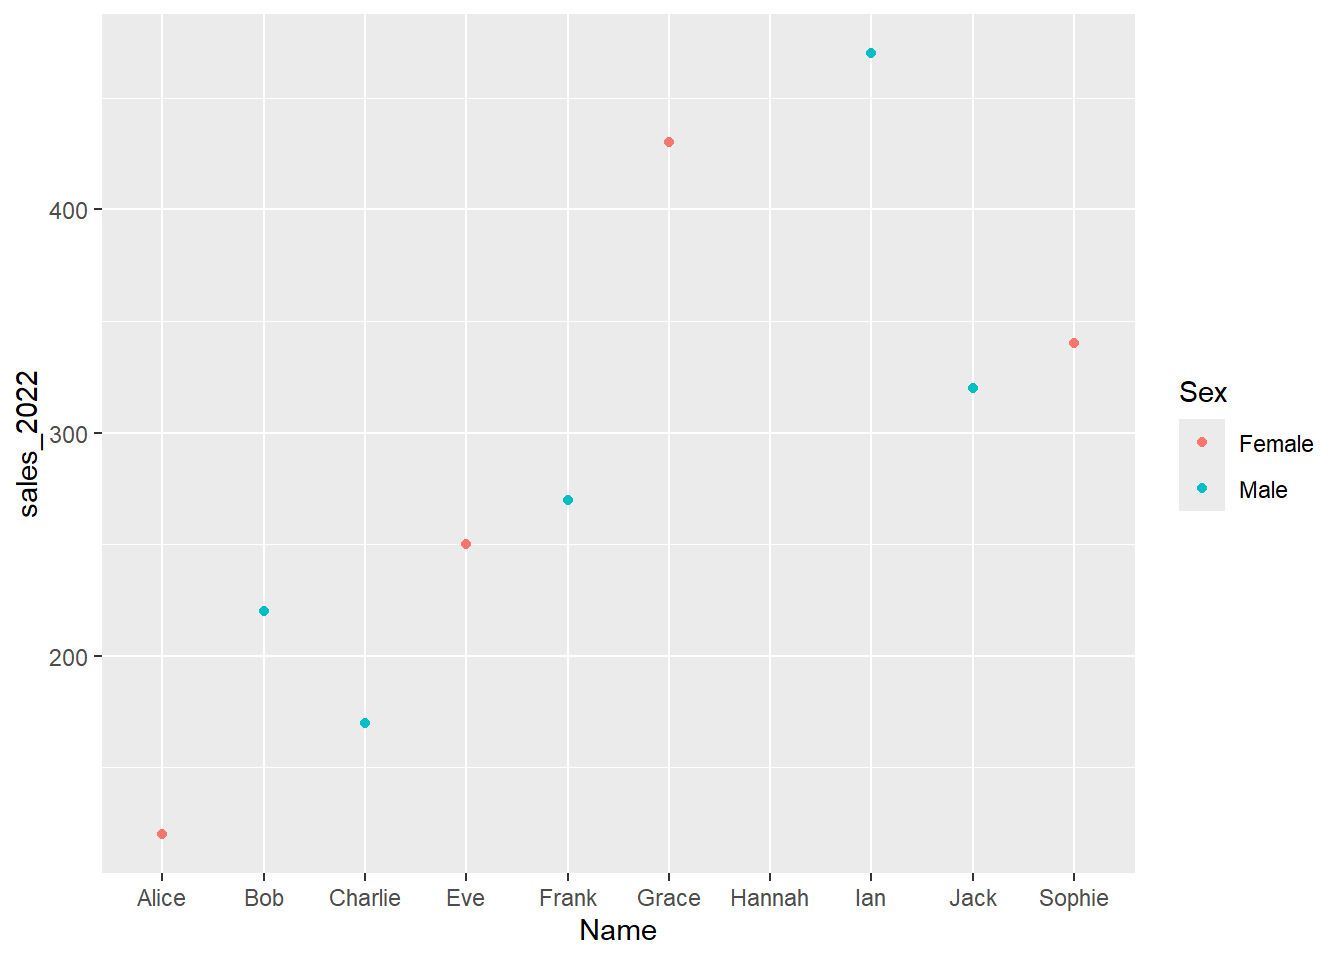 sales_2022
400
300
200
Alice Bob Charlie Eve Frank Grace Hannah Ian Jack Sophie
Name
Sex
Female
Male